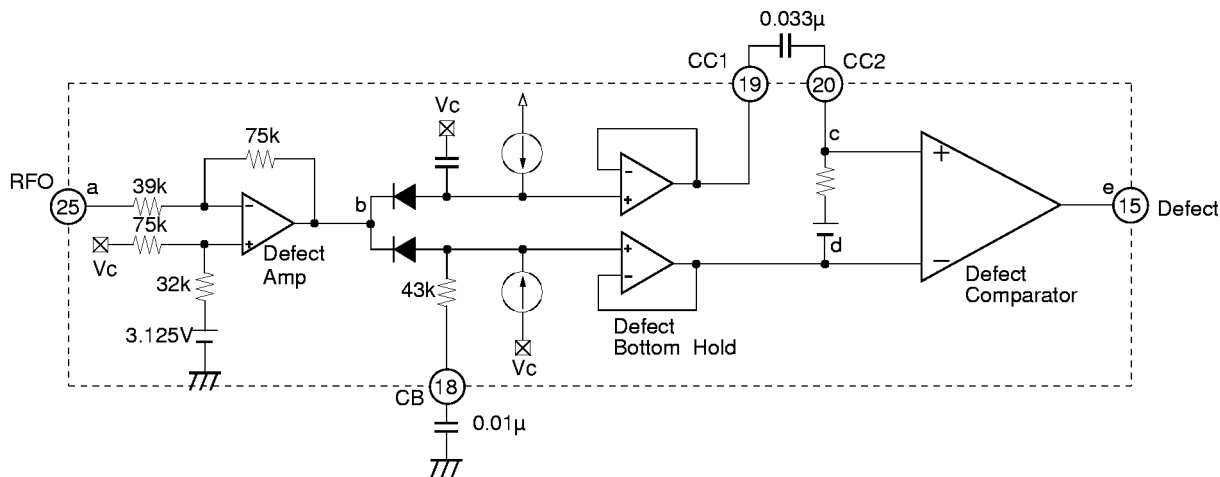 0.033µ
CC1
CC2
19
20
Vc
75k
c
RFO
a
39k
b
25
75k
e
15
Defect
Vc
Defect
Amp
d
32k
43k
Defect
Comparator
3.125V
Defect
Bottom Hold
Vc
CB
18
0.01µ